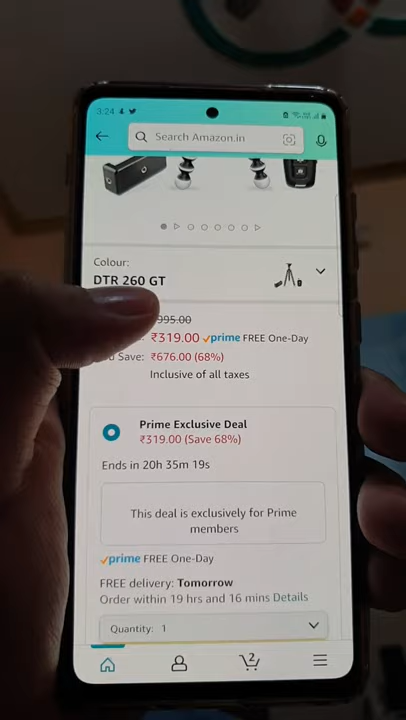 3:24
Search Amazon.in
Colour:
DTR 260 GT
995.00
₹319.00 prime FREE One-Day
Save: ₹676.00 (68%)
Inclusive of all taxes
Prime Exclusive Deal
₹319.00 (Save 68%)
Ends in 20h 35m 19s
This deal is exclusively for Prime
members
prime FREE One-Day
FREE delivery: Tomorrow
Order within 19 hrs and 16 mins Details
Quantity: 1
2